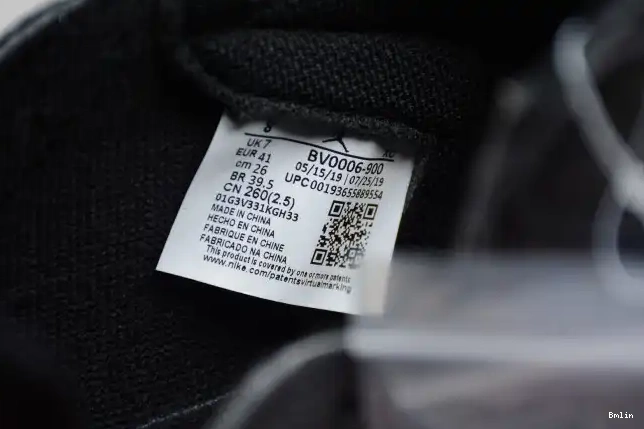 UK 7
EUR 41
cm 26
BR 39.5
CN 260(2.5)
01G3V331KGH33
MADE IN CHINA
HECHO EN CHINA
FABRIQUE EN CHINE
FABRICADO NA CHINA
This product is covered by one or more patents
www.nike.com/patentsvirtualmarking
BV0006-900
05/15/19 | 07/25/19
UPC 00193655889554
Bmlin